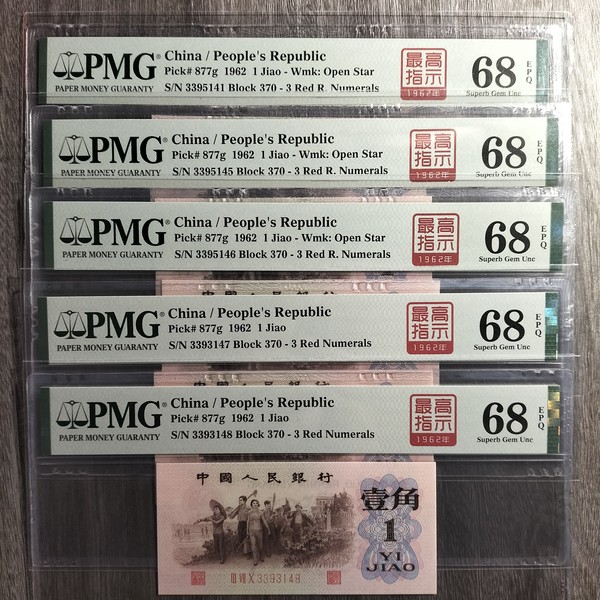 PMG®
PAPER MONEY GUARANTY
China / People's Republic
Pick# 877g 1962 1 Jiao - Wmk: Open Star
S/N 3395141 Block 370 - 3 Red R. Numerals
最高
指示
1962年
68 EPQ
Superb Gem Unc
PMG®
PAPER MONEY GUARANTY
China / People's Republic
Pick# 877g 1962 1 Jiao - Wmk: Open Star
S/N 3395145 Block 370 - 3 Red R. Numerals
最高
指示
1962年
68 EPQ
Superb Gem Unc
PMG®
PAPER MONEY GUARANTY
China / People's Republic
Pick# 877g 1962 1 Jiao - Wmk: Open Star
S/N 3395146 Block 370 - 3 Red R. Numerals
最高
指示
1962年
68 EPQ
Superb Gem Unc
PMG®
PAPER MONEY GUARANTY
China / People's Republic
Pick# 877g 1962 1 Jiao
S/N 3393147 Block 370 - 3 Red Numerals
最高
指示
1962年
68 EPQ
Superb Gem Unc
PMG®
PAPER MONEY GUARANTY
China / People's Republic
Pick# 877g 1962 1 Jiao
S/N 3393148 Block 370 - 3 Red Numerals
最高
指示
1962年
68 EPQ
Superb Gem Unc
中國人民銀行
壹角
1
YI
JIAO
III VII X 3393148